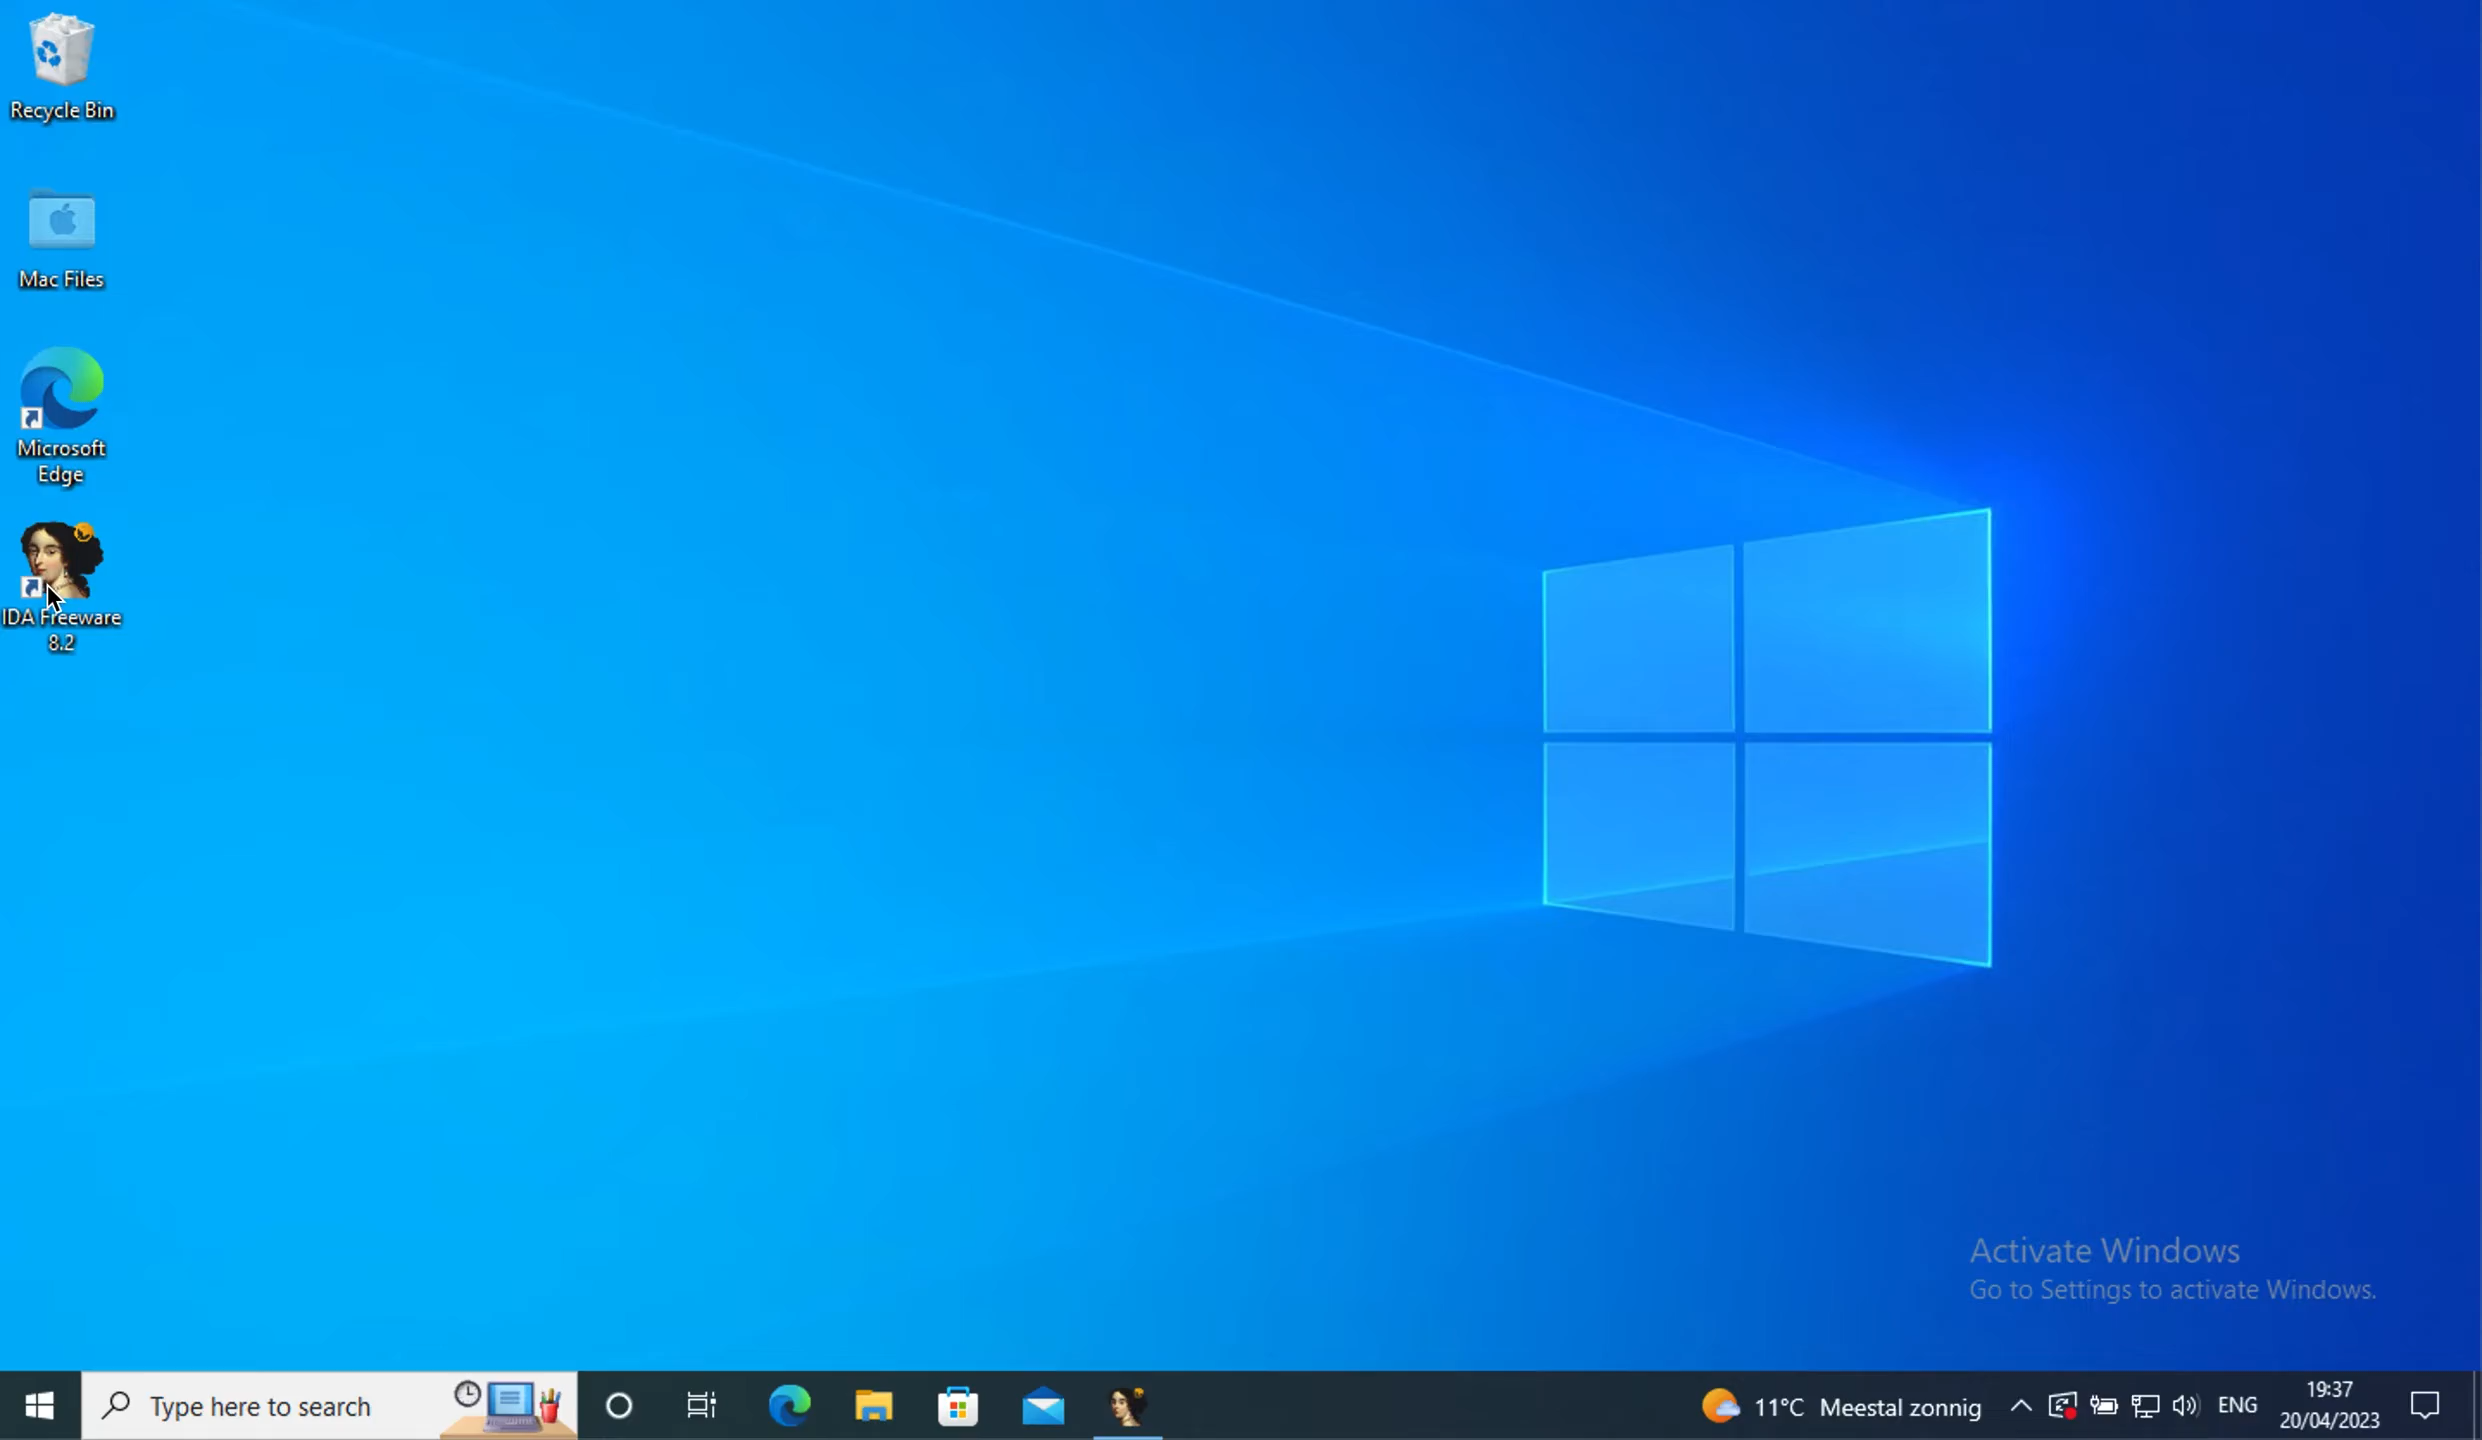 Recycle Bin
Mac Files
Microsoft
Edge
IDA Freeware
8.2
Activate Windows
Go to Settings to activate Windows.
Type here to search
11°C Meestal zonnig
ENG
19:37
20/04/2023